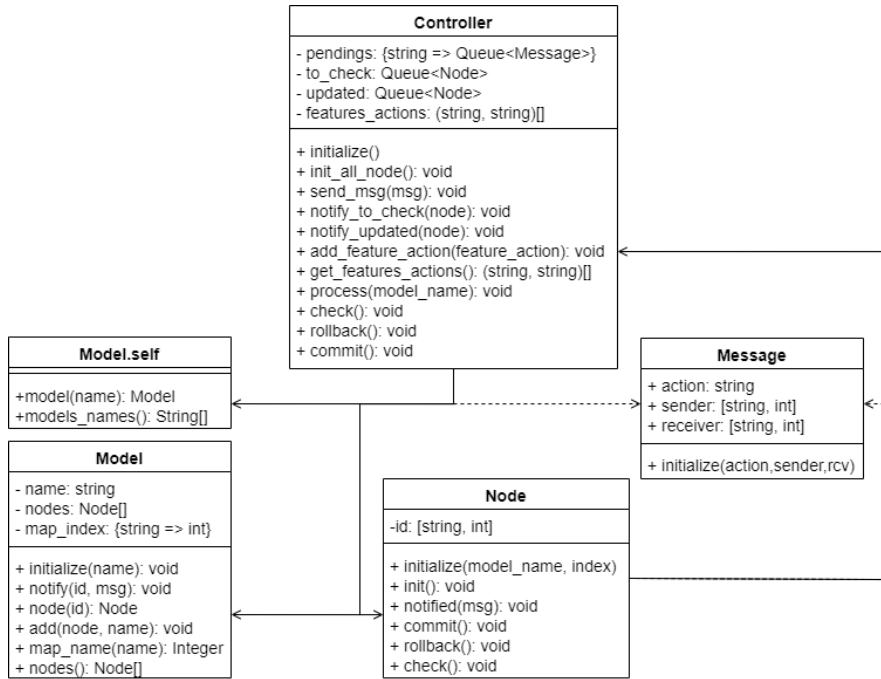 Controller
- pendings: {string => Queue<Message>}
- to_check: Queue<Node>
- updated: Queue<Node>
- features_actions: (string, string)[]
+ initialize()
+ init_all_node(): void
+ send_msg(msg): void
+ notify_to_check(node): void
+ notify_updated(node): void
+ add_feature_action(feature_action): void
+ get_features_actions(): (string, string)[]
+ process(model_name): void
+ check(): void
+ rollback(): void
+ commit(): void
Model.self
+model(name): Model
+models_names(): String[]
Message
+ action: string
+ sender: [string, int]
+ receiver: [string, int]
+ initialize(action,sender,rcv)
Model
- name: string
- nodes: Node[]
- map_index: {string => int}
+ initialize(name): void
+ notify(id, msg): void
+ node(id): Node
+ add(node, name): void
+ map_name(name): Integer
+ nodes(): Node[]
Node
-id: [string, int]
+ initialize(model_name, index)
+ init(): void
+ notified(msg): void
+ commit(): void
+ rollback(): void
+ check(): void